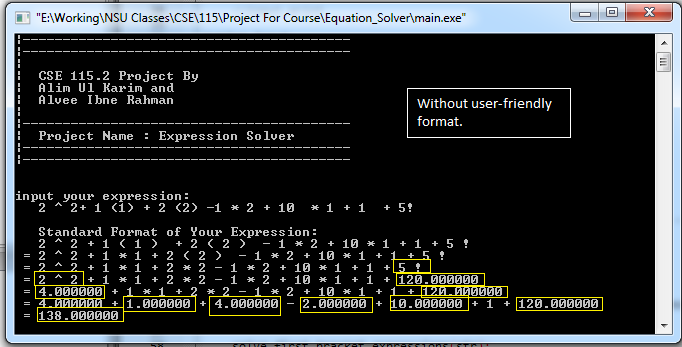 "E:\Working\NSU Classes\CSE\115\Project For Course\Equation_Solver\main.exe"
CSE 115.2 Project By
Alim Ul Karim and
Alvee Ibne Rahman
Without user-friendly
format.
Project Name : Expression Solver
input your expression:
2 ^ 2+ 1 (1) + 2 (2) -1 * 2 + 10  * 1 + 1  + 5!
Standard Format of Your Expression:
2 ^ 2 + 1 ( 1 )  + 2 ( 2 )  - 1 * 2 + 10 * 1 + 1 + 5 !
= 2 ^ 2 + 1 * 1 + 2 ( 2 )  - 1 * 2 + 10 * 1 + 1 + 5 !
= 2 ^ 2 + 1 * 1 + 2 * 2 - 1 * 2 + 10 * 1 + 1 + 5 !
= 2 ^ 2 + 1 * 1 + 2 * 2 - 1 * 2 + 10 * 1 + 1 + 120.000000
= 4.000000 + 1 * 1 + 2 * 2 - 1 * 2 + 10 * 1 + 1 + 120.000000
= 4.000000 + 1.000000 + 4.000000 - 2.000000 + 10.000000 + 1 + 120.000000
= 138.000000